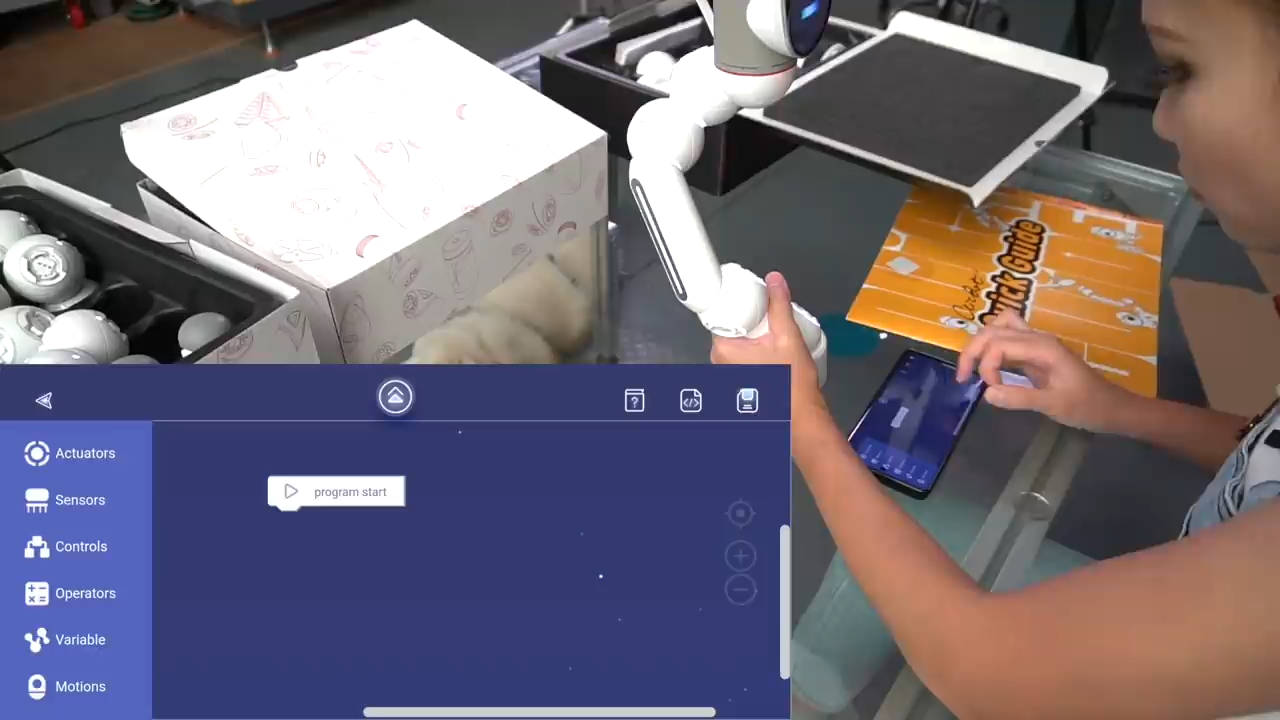 Quick Guide
Actuators
program start
Sensors
Controls
Operators
Variable
Motions